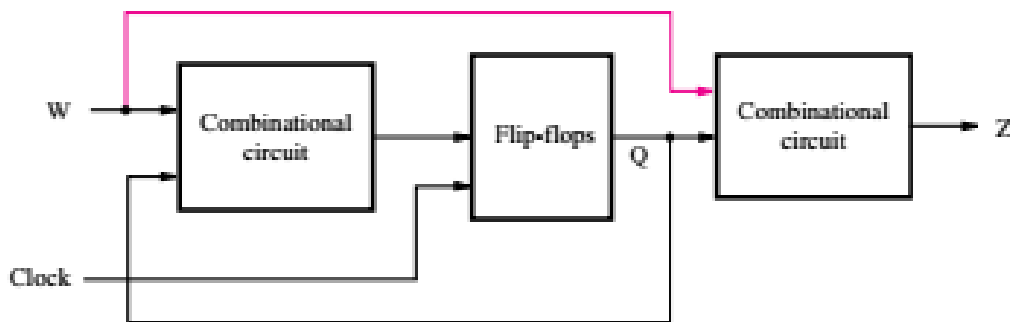 W
Combinational
circuit
Flip-flops
Q
Combinational
circuit
Z
Clock